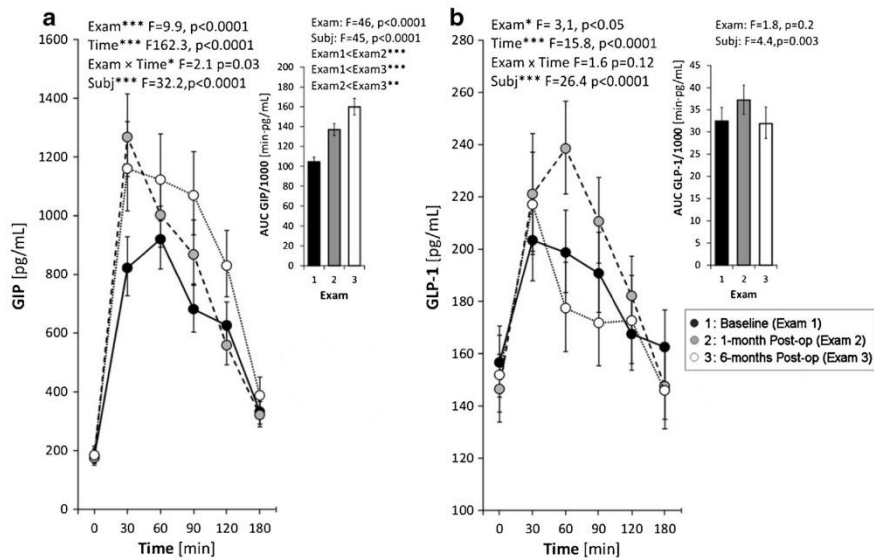 a
Exam*** F=9.9, p<0.0001
Time*** F162.3, p<0.0001
Exam × Time* F=2.1 p=0.03
Subj*** F=32.2,p<0.0001
Exam: F=46, p<0.0001
Subj: F=45, p<0.0001
Exam1<Exam2***
Exam1<Exam3***
Exam2<Exam3**
GIP [pg/mL]
1600
1400
1200
1000
800
600
400
200
0
0 30 60 90 120 180
Time [min]
AUC GIP/1000 [min·pg/mL]
200
180
160
140
120
100
80
60
40
20
0
1 2 3
Exam
b
Exam* F= 3,1, p<0.05
Time*** F=15.8, p<0.0001
Exam x Time F=1.6 p=0.12
Subj*** F=26.4 p<0.0001
Exam: F=1.8, p=0.2
Subj: F=4.4,p=0.003
GLP-1 [pg/mL]
280
260
240
220
200
180
160
140
120
100
0 30 60 90 120 180
Time [min]
AUC GLP-1/1000 [min·pg/mL]
45
40
35
30
25
20
15
10
5
0
1 2 3
Exam
1: Baseline (Exam 1)
2: 1-month Post-op (Exam 2)
3: 6-months Post-op (Exam 3)